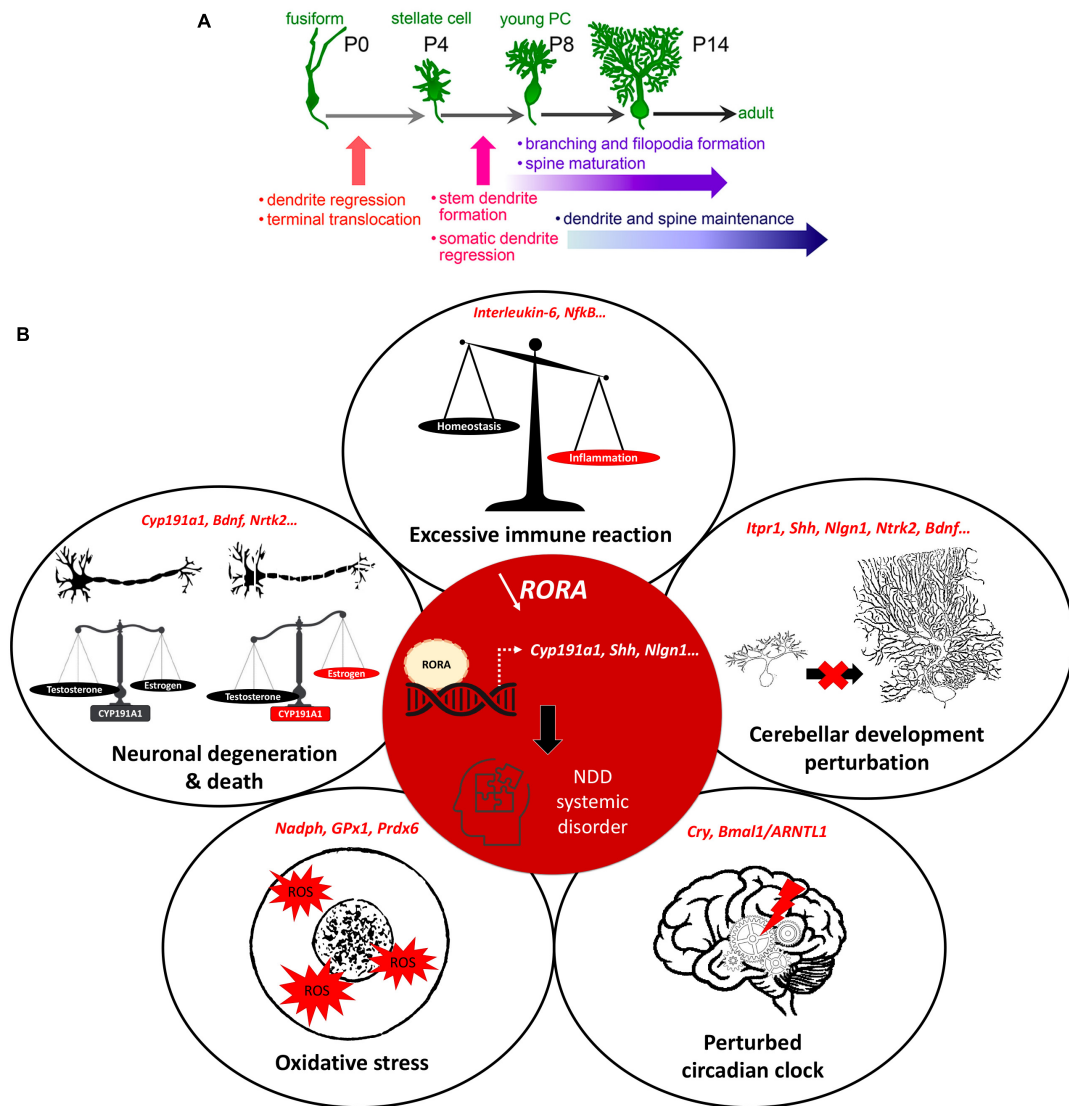 A
fusiform
stellate cell
young PC
P0
P4
P8
P14
adult
• branching and filopodia formation
• spine maturation
• dendrite regression
• terminal translocation
• stem dendrite
formation
• somatic dendrite
regression
• dendrite and spine maintenance
B
Interleukin-6, NfkB...
Homeostasis
Inflammation
Excessive immune reaction
Cyp191a1, Bdnf, Nrtk2...
Testosterone
Estrogen
CYP191A1
Testosterone
Estrogen
CYP191A1
Neuronal degeneration
& death
Itpr1, Shh, Nlgn1, Ntrk2, Bdnf...
Cerebellar development
perturbation
RORA
RORA
Cyp191a1, Shh, Nlgn1...
NDD
systemic
disorder
Nadph, GPx1, Prdx6
ROS
ROS
ROS
Oxidative stress
Cry, Bmal1/ARNTL1
Perturbed
circadian clock